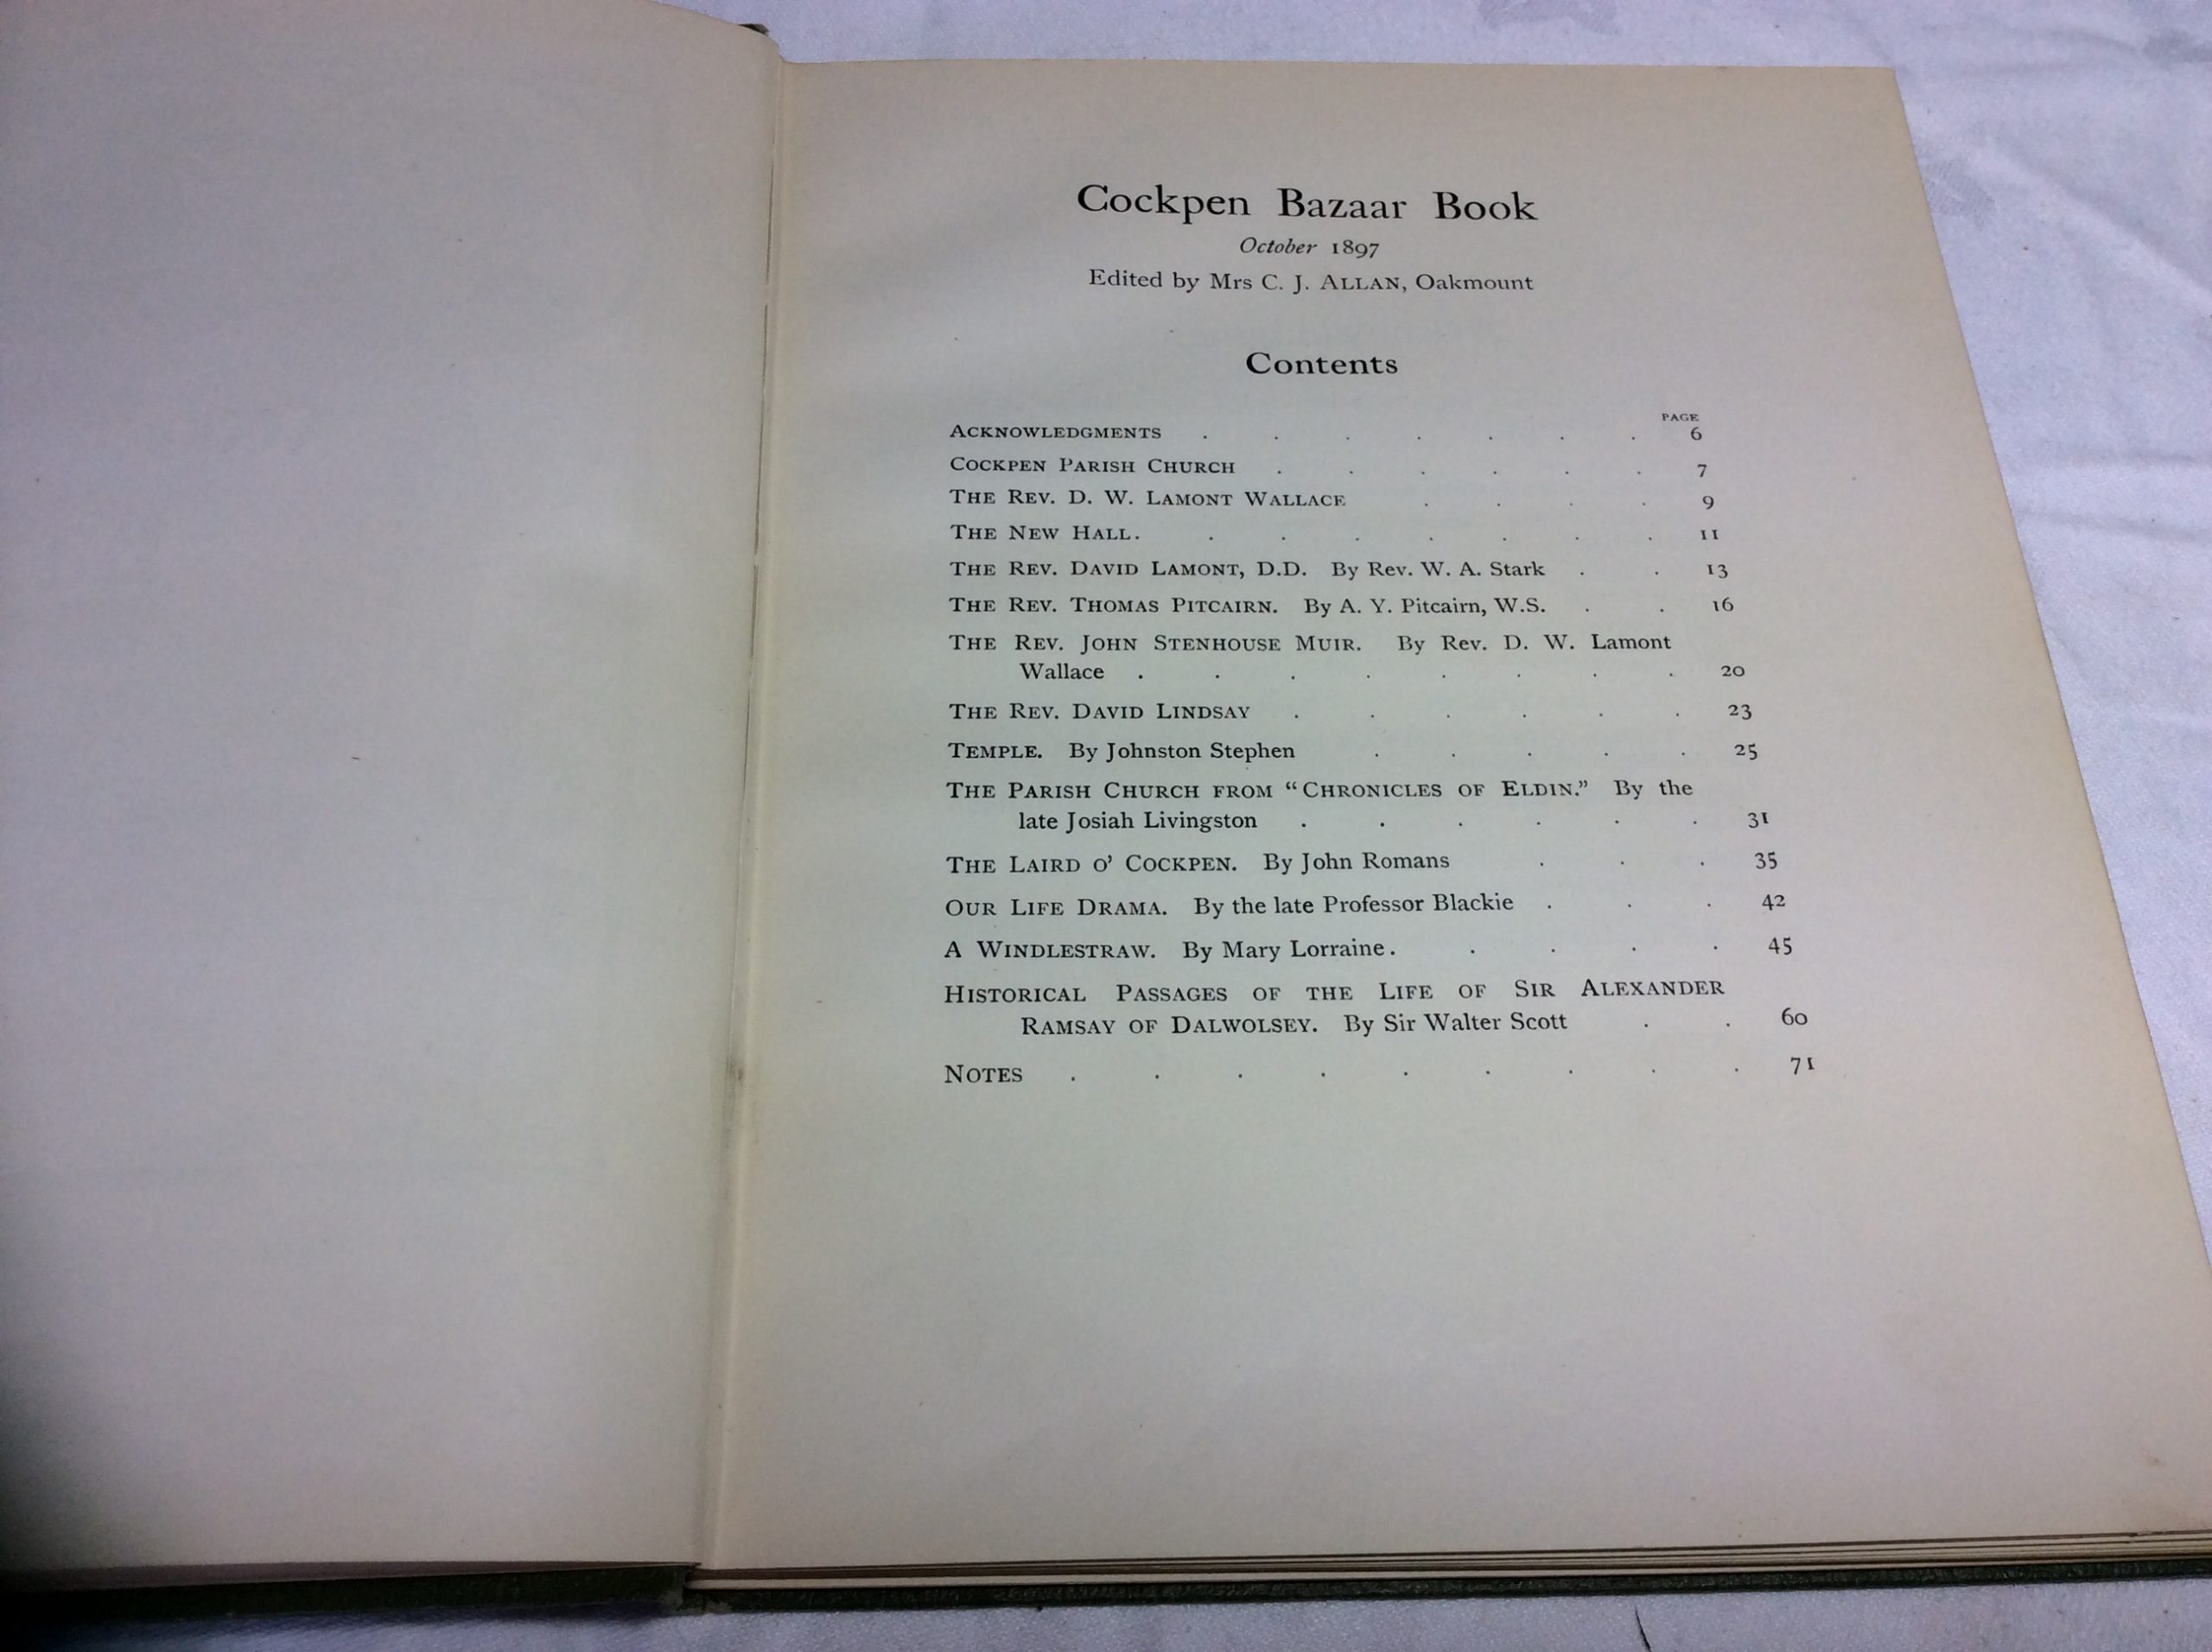 Cockpen Bazaar Book
October 1897
Edited by Mrs C. J. ALLAN, Oakmount
Contents
PAGE
ACKNOWLEDGMENTS . . . . . . . 6
COCKPEN PARISH CHURCH . . . . . . 7
THE REV. D. W. LAMONT WALLACE . . . . 9
THE NEW HALL. . . . . . . . 11
THE REV. DAVID LAMONT, D.D. By Rev. W. A. Stark . . 13
THE REV. THOMAS PITCAIRN. By A. Y. Pitcairn, W.S. . . 16
THE REV. JOHN STENHOUSE MUIR. By Rev. D. W. Lamont
Wallace . . . . . . . . 20
THE REV. DAVID LINDSAY . . . . . . 23
TEMPLE. By Johnston Stephen . . . . . 25
THE PARISH CHURCH FROM “CHRONICLES OF ELDIN.” By the
late Josiah Livingston . . . . . . 31
THE LAIRD O’ COCKPEN. By John Romans . . . 35
OUR LIFE DRAMA. By the late Professor Blackie . . . 42
A WINDLESTRAW. By Mary Lorraine . . . . . 45
HISTORICAL PASSAGES OF THE LIFE OF SIR ALEXANDER
RAMSAY OF DALWOLSEY. By Sir Walter Scott . . 60
NOTES . . . . . . . . . 71